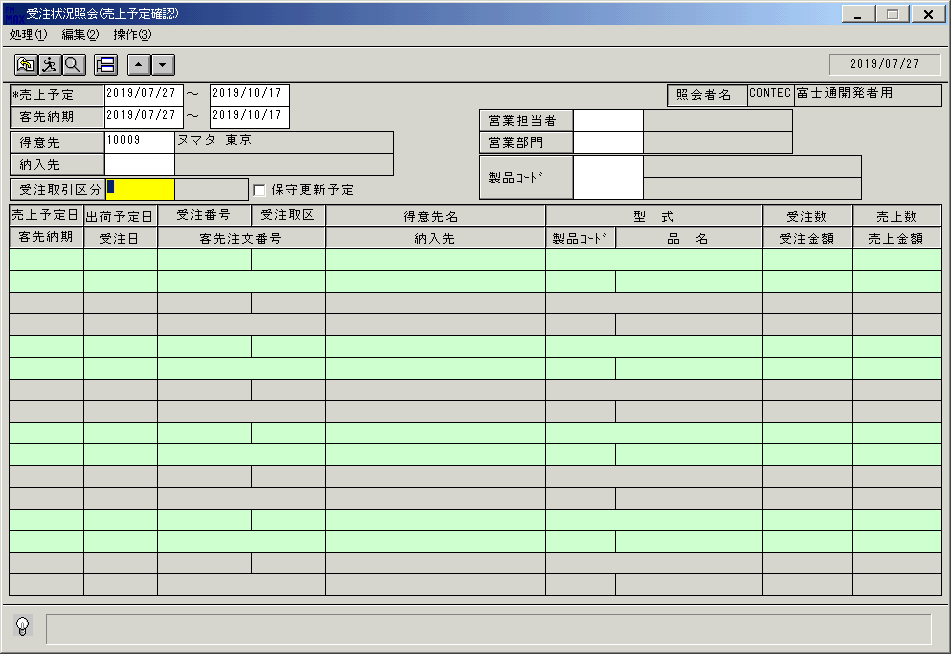 受注状況照会(売上予定確認)
処理(1) 編集(2) 操作(3)
2019/07/27
*売上予定 2019/07/27 ～ 2019/10/17 照会者名 CONTEC 富士通開発者用
客先納期 2019/07/27 ～ 2019/10/17 営業担当者
得意先 10009 ヌマタ 東京 営業部門
納入先 製品ｺｰﾄﾞ
受注取引区分 保守更新予定
売上予定日 出荷予定日 受注番号 受注取区 得意先名 型 式 受注数 売上数
客先納期 受注日 客先注文番号 納入先 製品ｺｰﾄﾞ 品 名 受注金額 売上金額